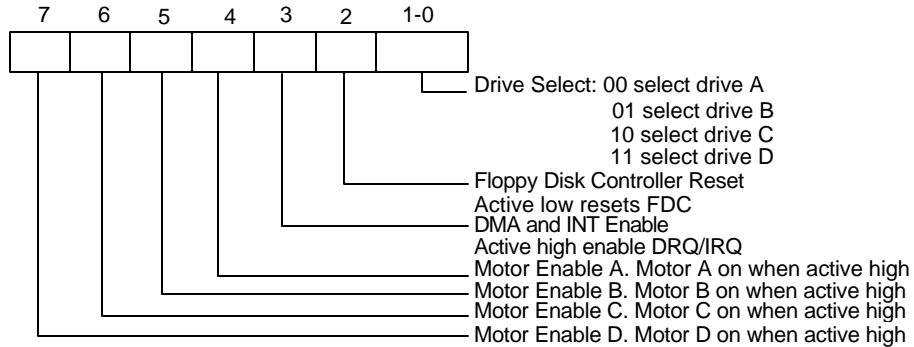 7 6 5 4 3 2 1-0
Drive Select: 00 select drive A
01 select drive B
10 select drive C
11 select drive D
Floppy Disk Controller Reset
Active low resets FDC
DMA and INT Enable
Active high enable DRQ/IRQ
Motor Enable A. Motor A on when active high
Motor Enable B. Motor B on when active high
Motor Enable C. Motor C on when active high
Motor Enable D. Motor D on when active high